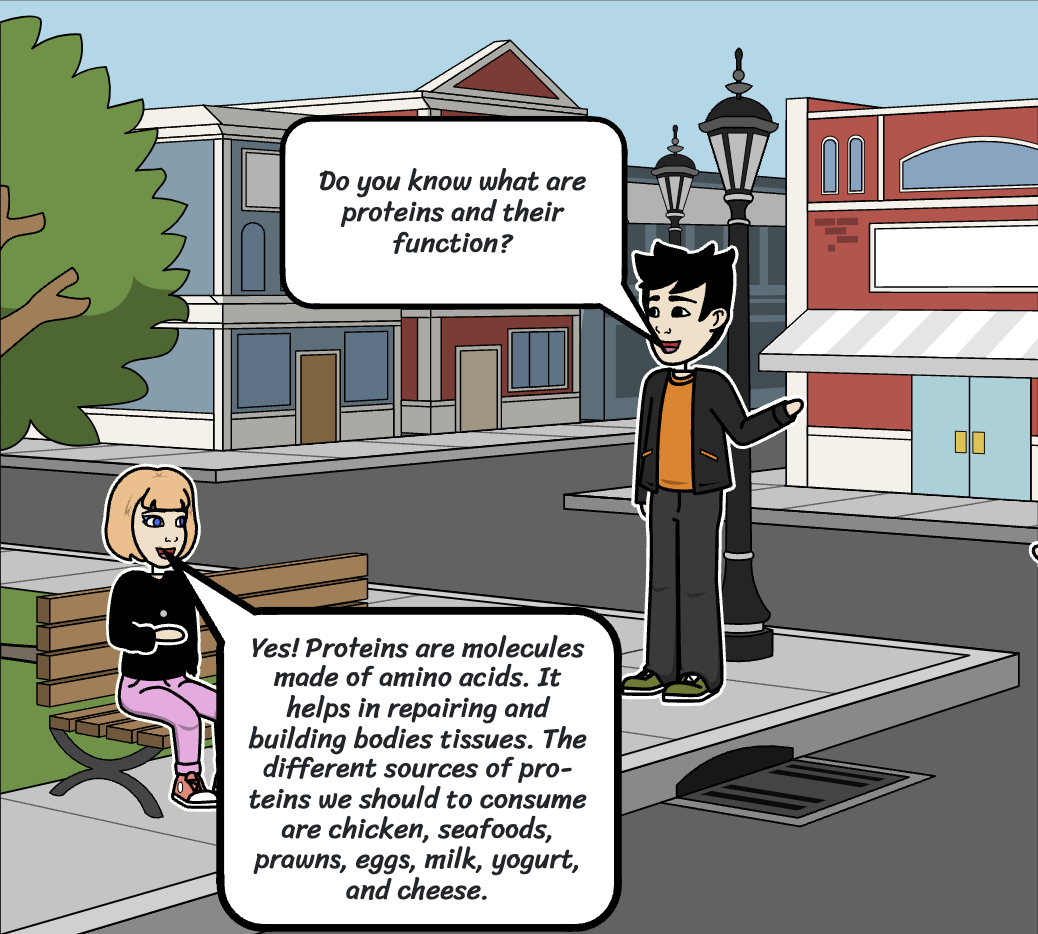 Do you know what are
proteins and their
function?
Yes! Proteins are molecules
made of amino acids. It
helps in repairing and
building bodies tissues. The
different sources of pro-
teins we should to consume
are chicken, seafoods,
prawns, eggs, milk, yogurt,
and cheese.